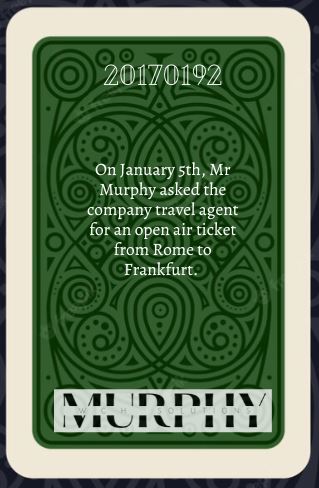 20170192
On January 5th, Mr
Murphy asked the
company travel agent
for an open air ticket
from Rome to
Frankfurt.
MURPHY
WCH SOLUTIONS